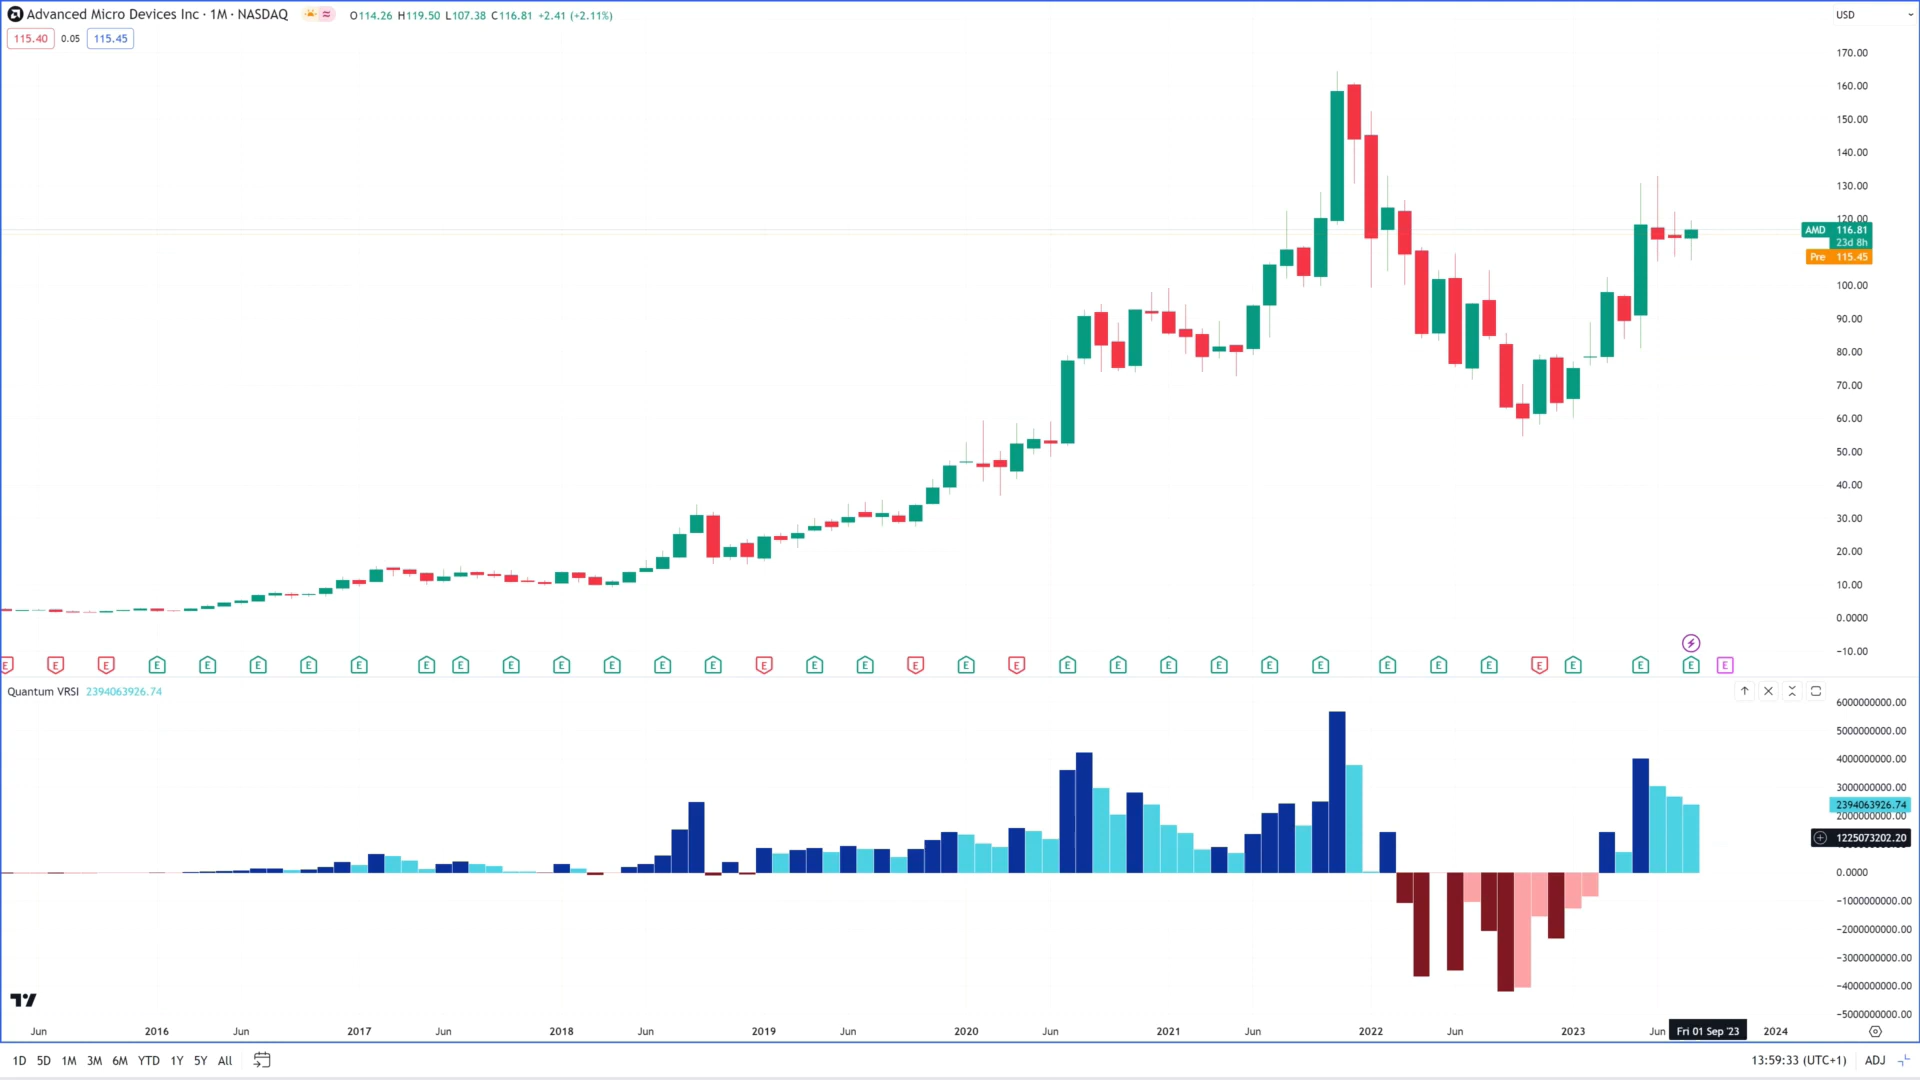 Advanced Micro Devices Inc · 1M · NASDAQ O114.26 H119.50 L107.38 C116.81 +2.41 (+2.11%)
USD
115.40 0.05 115.45
170.00
160.00
150.00
140.00
130.00
120.00
AMD 116.81
23d 8h
Pre 115.45
100.00
90.00
80.00
70.00
60.00
50.00
40.00
30.00
20.00
10.00
0.0000
−10.00
E E E E E E E E E E E E E E E E E E E E E E E E E E E E E E E E E E
Quantum VRSI 2394063926.74
6000000000.00
5000000000.00
4000000000.00
3000000000.00
2394063926.74
2000000000.00
1225073202.20
0.0000
−1000000000.00
−2000000000.00
−3000000000.00
−4000000000.00
−5000000000.00
Jun 2016 Jun 2017 Jun 2018 Jun 2019 Jun 2020 Jun 2021 Jun 2022 Jun 2023 Jun Fri 01 Sep '23 2024
1D 5D 1M 3M 6M YTD 1Y 5Y All
13:59:33 (UTC+1) ADJ